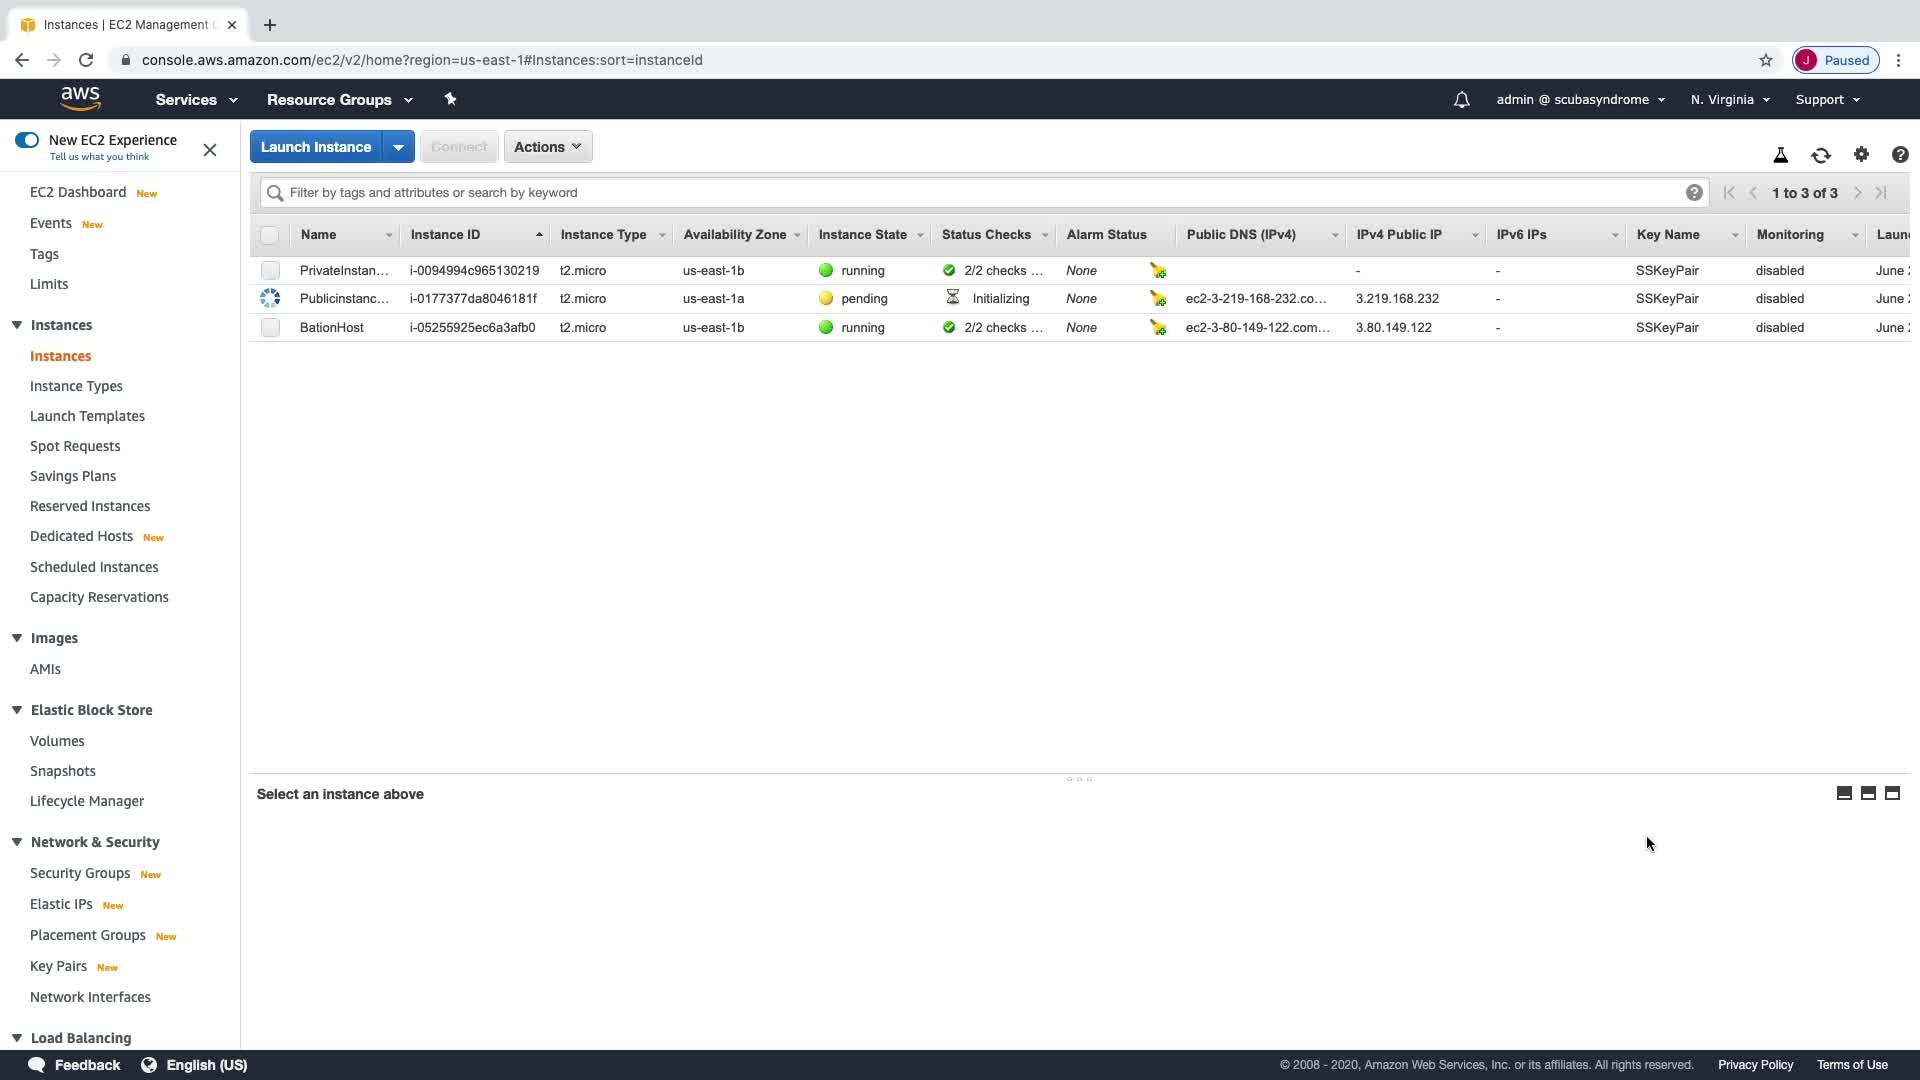 Instances | EC2 Management C
console.aws.amazon.com/ec2/v2/home?region=us-east-1#Instances:sort=instanceId
J Paused
aws Services Resource Groups admin @ scubasyndrome N. Virginia Support
New EC2 Experience
Tell us what you think
Launch Instance Connect Actions
Filter by tags and attributes or search by keyword 1 to 3 of 3
Name Instance ID Instance Type Availability Zone Instance State Status Checks Alarm Status Public DNS (IPv4) IPv4 Public IP IPv6 IPs Key Name Monitoring Laun
PrivateInstan... i-0094994c965130219 t2.micro us-east-1b running 2/2 checks ... None - - SSKeyPair disabled June 2
Publicinstanc... i-0177377da8046181f t2.micro us-east-1a pending Initializing None ec2-3-219-168-232.co... 3.219.168.232 - SSKeyPair disabled June 2
BationHost i-05255925ec6a3afb0 t2.micro us-east-1b running 2/2 checks ... None ec2-3-80-149-122.com... 3.80.149.122 - SSKeyPair disabled June 2
EC2 Dashboard New
Events New
Tags
Limits
Instances
Instances
Instance Types
Launch Templates
Spot Requests
Savings Plans
Reserved Instances
Dedicated Hosts New
Scheduled Instances
Capacity Reservations
Images
AMIs
Elastic Block Store
Volumes
Snapshots
Lifecycle Manager
Network & Security
Security Groups New
Elastic IPs New
Placement Groups New
Key Pairs New
Network Interfaces
Load Balancing
Select an instance above
Feedback English (US) © 2008 - 2020, Amazon Web Services, Inc. or its affiliates. All rights reserved. Privacy Policy Terms of Use